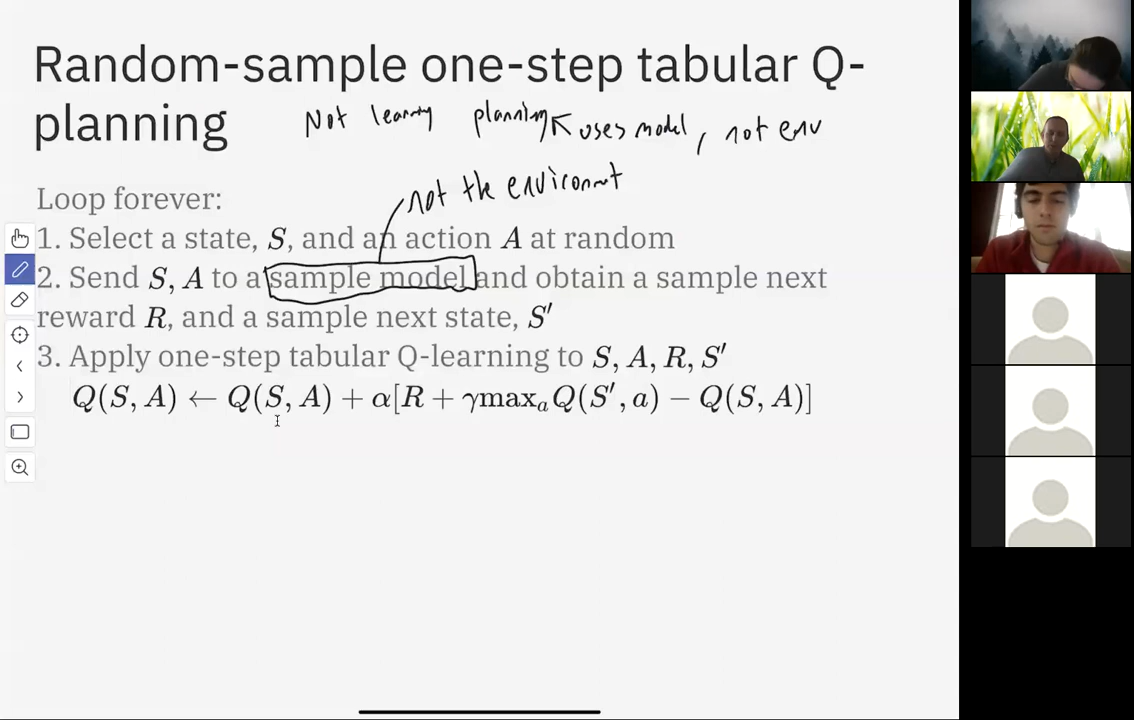 Random-sample one-step tabular Q-
planning
Not learning planning uses model, not env
not the environment
Loop forever:
1. Select a state, S, and an action A at random
2. Send S, A to a sample model and obtain a sample next
reward R, and a sample next state, S′
3. Apply one-step tabular Q-learning to S, A, R, S′
Q(S, A) ← Q(S, A) + α[R + γmaxₐQ(S′, a) − Q(S, A)]